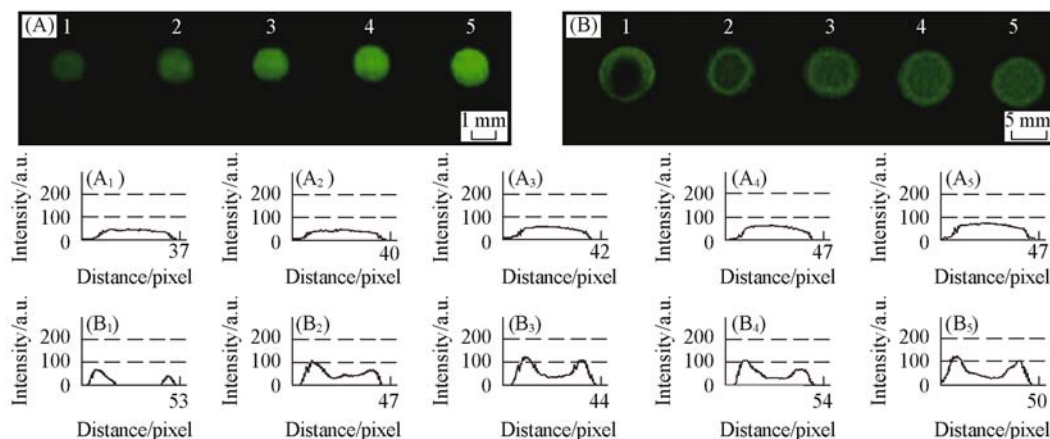 (A) 1 2 3 4 5
1 mm
(B) 1 2 3 4 5
5 mm
Intensity/a.u. 200 100 0 (A₁) 37 Distance/pixel
Intensity/a.u. 200 100 0 (A₂) 40 Distance/pixel
Intensity/a.u. 200 100 0 (A₃) 42 Distance/pixel
Intensity/a.u. 200 100 0 (A₄) 47 Distance/pixel
Intensity/a.u. 200 100 0 (A₅) 47 Distance/pixel
Intensity/a.u. 200 100 0 (B₁) 53 Distance/pixel
Intensity/a.u. 200 100 0 (B₂) 47 Distance/pixel
Intensity/a.u. 200 100 0 (B₃) 44 Distance/pixel
Intensity/a.u. 200 100 0 (B₄) 54 Distance/pixel
Intensity/a.u. 200 100 0 (B₅) 50 Distance/pixel